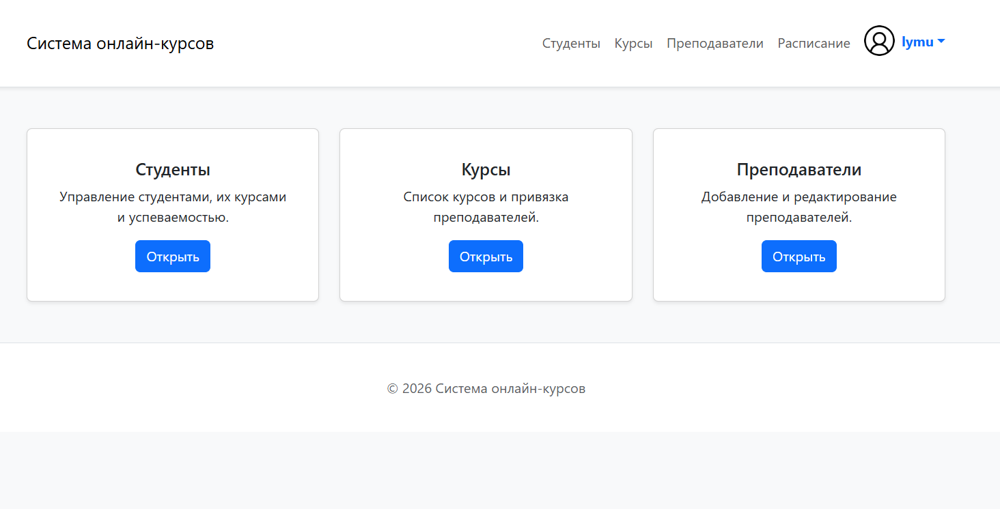 Система онлайн-курсов
Студенты Курсы Преподаватели Расписание lymu
Студенты
Управление студентами, их курсами
и успеваемостью.
Открыть
Курсы
Список курсов и привязка
преподавателей.
Открыть
Преподаватели
Добавление и редактирование
преподавателей.
Открыть
© 2026 Система онлайн-курсов